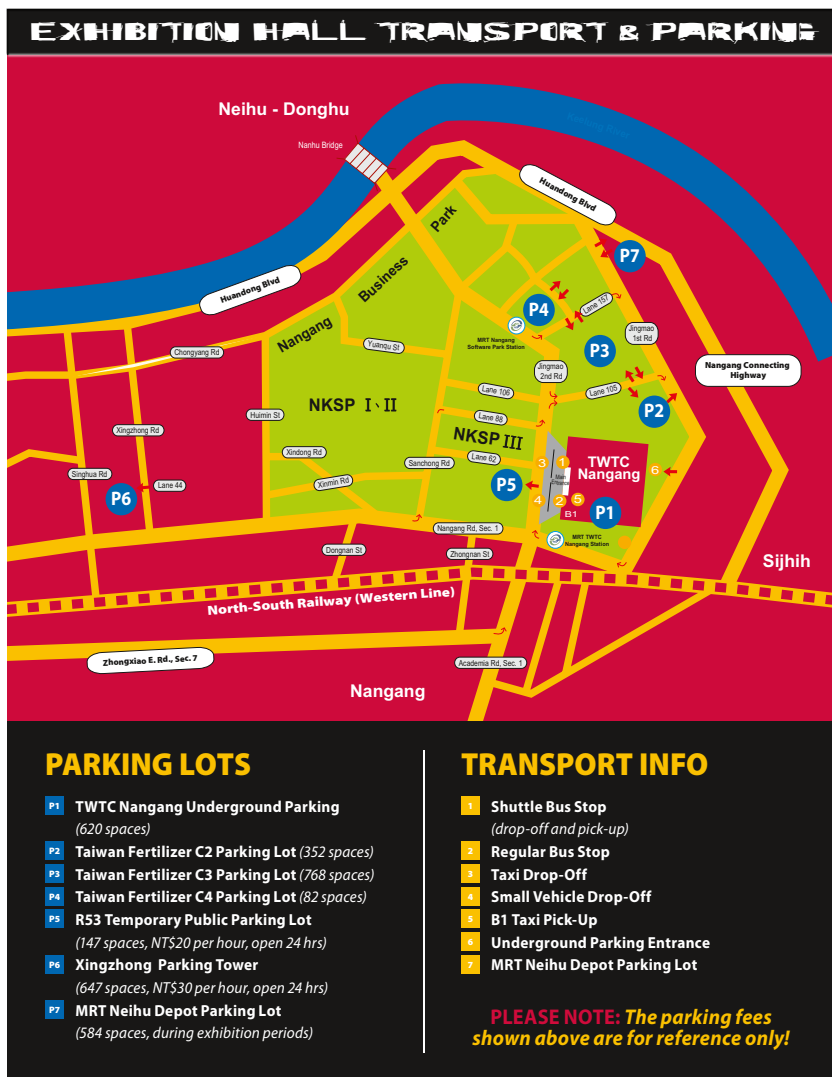 EXHIBITION HALL TRANSPORT & PARKING
Neihu - Donghu
Nanhu Bridge
Huandong Blvd
Park
P7
Business
Huandong Blvd
P4
Lane 157
Nangang
MRT Nangang
Software Park Station
Jingmao
1st Rd
Yuanqu St
P3
Chongyang Rd
Jingmao
2nd Rd
Nangang Connecting
Highway
Lane 106
Lane 105
NKSP I、II
P2
Huimin St
Lane 88
Xingzhong Rd
NKSP III
Xindong Rd
Lane 62
Sanchong Rd
3
1
TWTC
Nangang
6
Singhua Rd
Xinmin Rd
Main
Entrance
Lane 44
P6
P5
4
2
5
B1
P1
Nangang Rd, Sec. 1
MRT TWTC
Nangang Station
Dongnan St
Zhongnan St
Sijhih
North-South Railway (Western Line)
Zhongxiao E. Rd., Sec. 7
Academia Rd, Sec. 1
Nangang
PARKING LOTS
P1 TWTC Nangang Underground Parking
(620 spaces)
P2 Taiwan Fertilizer C2 Parking Lot (352 spaces)
P3 Taiwan Fertilizer C3 Parking Lot (768 spaces)
P4 Taiwan Fertilizer C4 Parking Lot (82 spaces)
P5 R53 Temporary Public Parking Lot
(147 spaces, NT$20 per hour, open 24 hrs)
P6 Xingzhong Parking Tower
(647 spaces, NT$30 per hour, open 24 hrs)
P7 MRT Neihu Depot Parking Lot
(584 spaces, during exhibition periods)
TRANSPORT INFO
1 Shuttle Bus Stop
(drop-off and pick-up)
2 Regular Bus Stop
3 Taxi Drop-Off
4 Small Vehicle Drop-Off
5 B1 Taxi Pick-Up
6 Underground Parking Entrance
7 MRT Neihu Depot Parking Lot
PLEASE NOTE: The parking fees
shown above are for reference only!